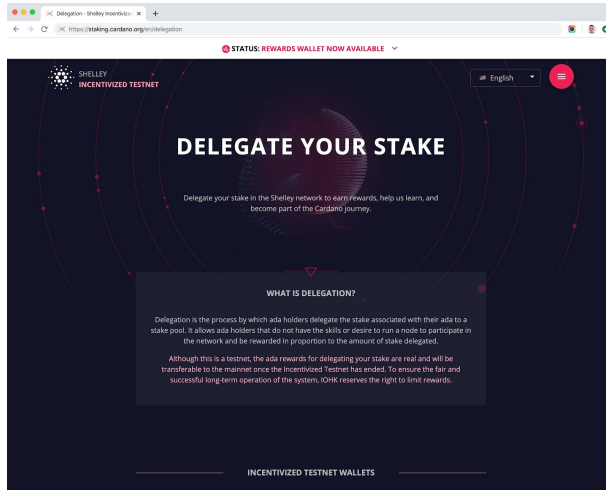 Delegation - Shelley Incentivize
https://staking.cardano.org/en/delegation
STATUS: REWARDS WALLET NOW AVAILABLE
SHELLEY
INCENTIVIZED TESTNET
English
DELEGATE YOUR STAKE
Delegate your stake in the Shelley network to earn rewards, help us learn, and
become part of the Cardano journey.
WHAT IS DELEGATION?
Delegation is the process by which ada holders delegate the stake associated with their ada to a
stake pool. It allows ada holders that do not have the skills or desire to run a node to participate in
the network and be rewarded in proportion to the amount of stake delegated.
Although this is a testnet, the ada rewards for delegating your stake are real and will be
transferable to the mainnet once the Incentivized Testnet has ended. To ensure the fair and
successful long-term operation of the system, IOHK reserves the right to limit rewards.
INCENTIVIZED TESTNET WALLETS